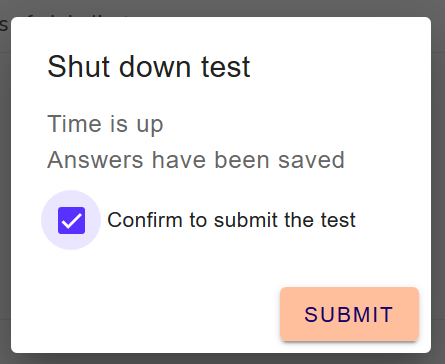 Shut down test
Time is up
Answers have been saved
Confirm to submit the test
SUBMIT